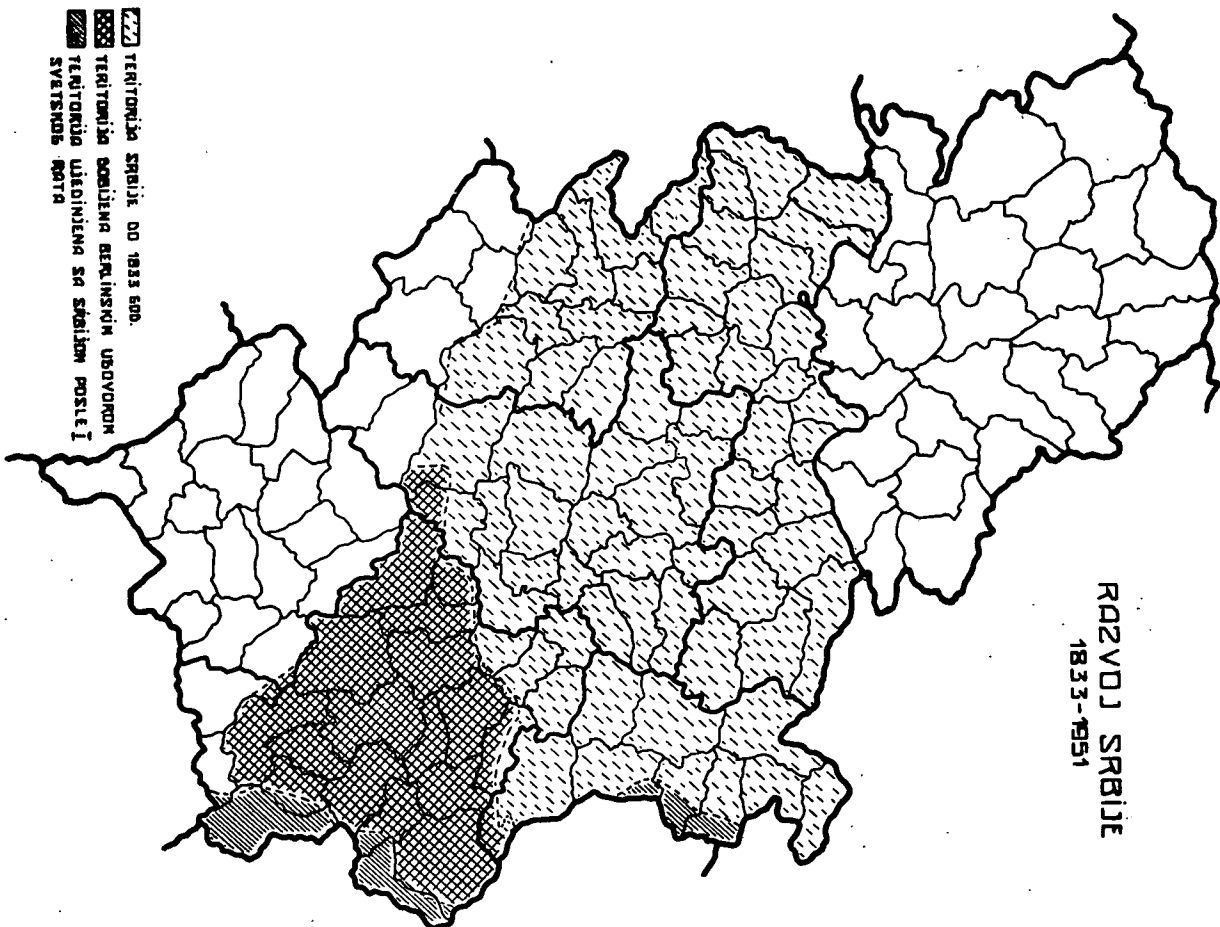 RAZVOJ SRBIJE
1833-1951
TERITORIJA SRBIJE DO 1833 GOD.
TERITORIJA DOBIJENA BERLINSKIM UGOVOROM
TERITORIJA UJEDINJENA SA SRBIJOM POSLE I
SVETSKOG RATA